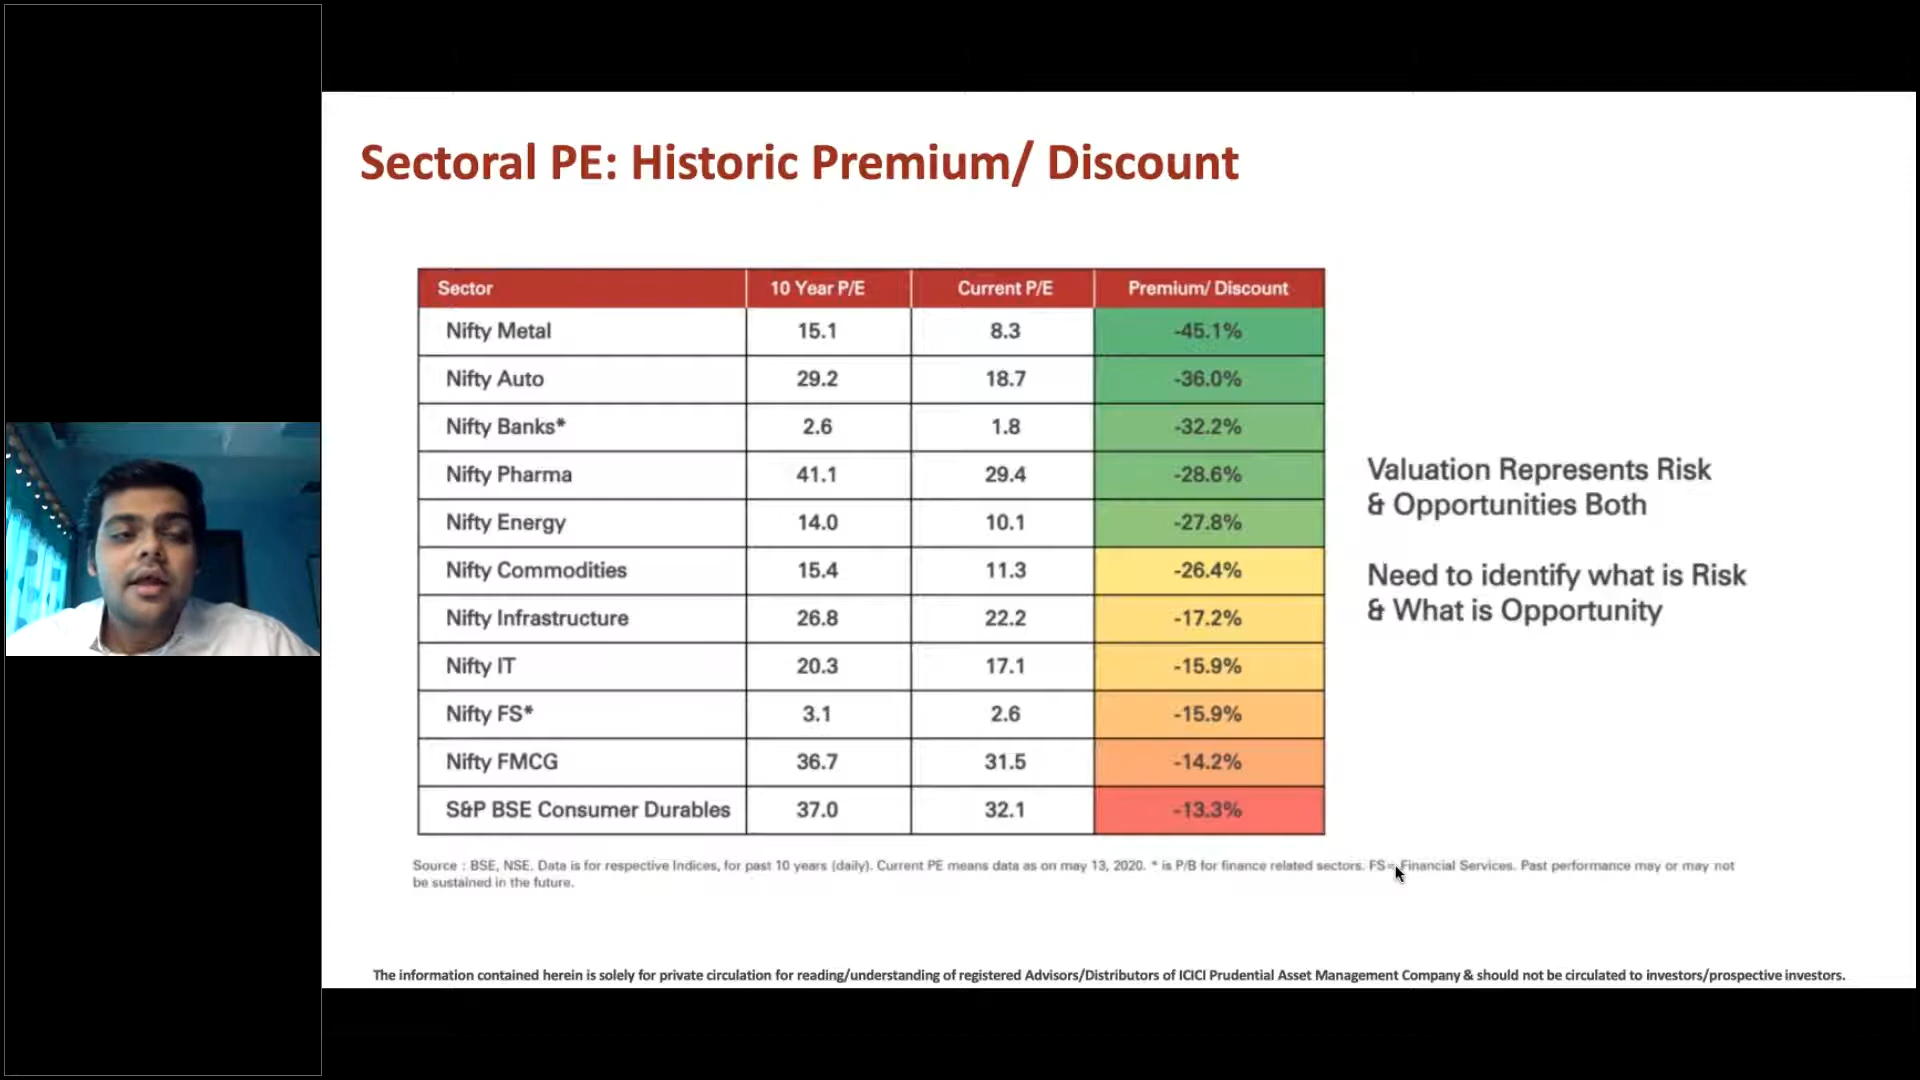 Sectoral PE: Historic Premium/ Discount
Sector 10 Year P/E Current P/E Premium/ Discount
Nifty Metal 15.1 8.3 -45.1%
Nifty Auto 29.2 18.7 -36.0%
Nifty Banks* 2.6 1.8 -32.2%
Nifty Pharma 41.1 29.4 -28.6%
Nifty Energy 14.0 10.1 -27.8%
Nifty Commodities 15.4 11.3 -26.4%
Nifty Infrastructure 26.8 22.2 -17.2%
Nifty IT 20.3 17.1 -15.9%
Nifty FS* 3.1 2.6 -15.9%
Nifty FMCG 36.7 31.5 -14.2%
S&P BSE Consumer Durables 37.0 32.1 -13.3%
Valuation Represents Risk
& Opportunities Both
Need to identify what is Risk
& What is Opportunity
Source : BSE, NSE. Data is for respective Indices, for past 10 years (daily). Current PE means data as on may 13, 2020. * is P/B for finance related sectors. FS= Financial Services. Past performance may or may not
be sustained in the future.
The information contained herein is solely for private circulation for reading/understanding of registered Advisors/Distributors of ICICI Prudential Asset Management Company & should not be circulated to investors/prospective investors.